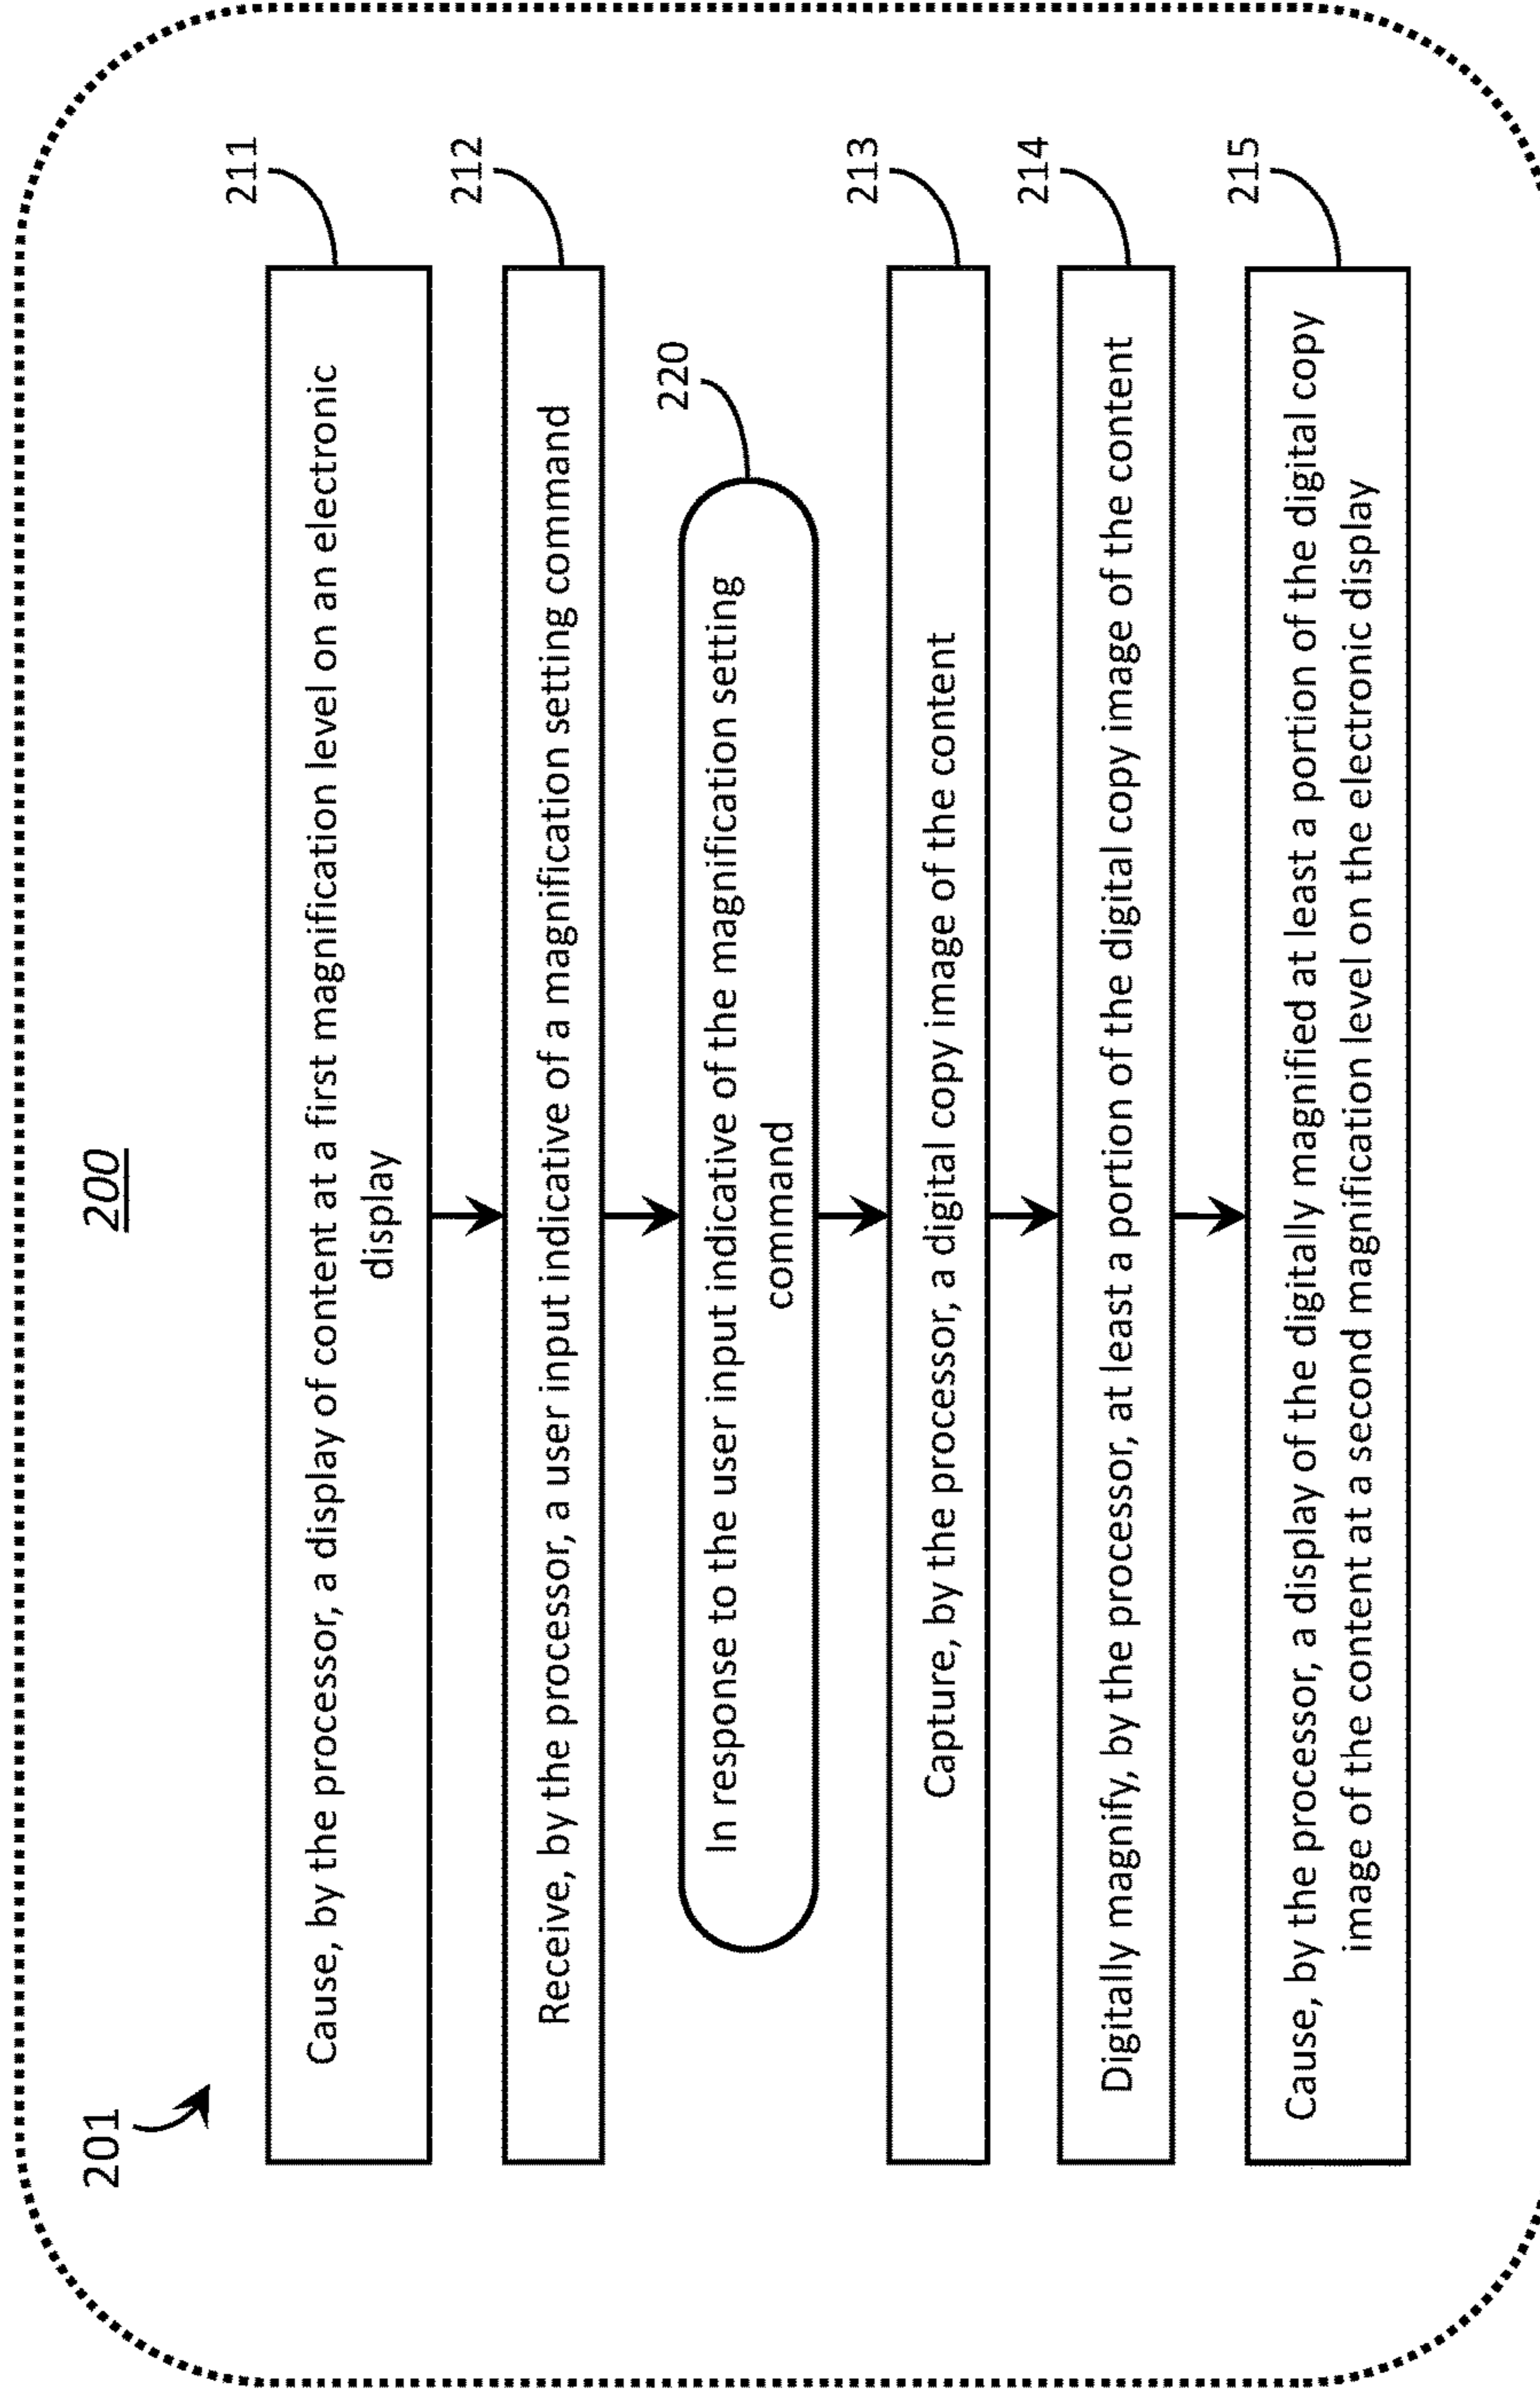 200
201
211
Cause, by the processor, a display of content at a first magnification level on an electronic
display
212
Receive, by the processor, a user input indicative of a magnification setting command
220
In response to the user input indicative of the magnification setting
command
213
Capture, by the processor, a digital copy image of the content
214
Digitally magnify, by the processor, at least a portion of the digital copy image of the content
215
Cause, by the processor, a display of the digitally magnified at least a portion of the digital copy
image of the content at a second magnification level on the electronic display